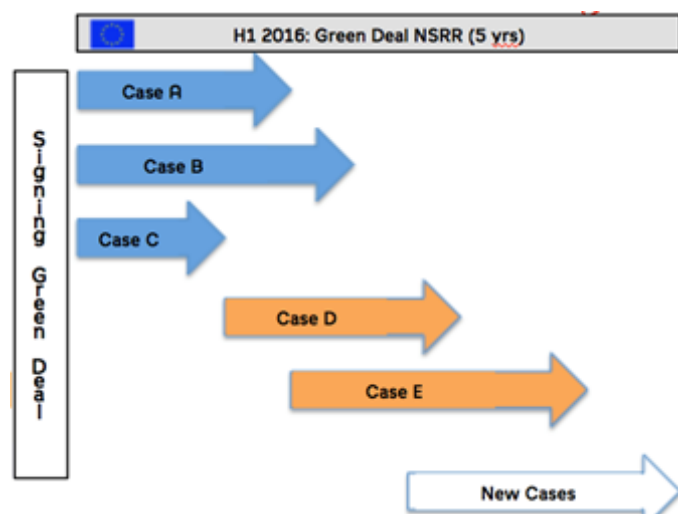 H1 2016: Green Deal NSRR (5 yrs)
Signing Green Deal
Case A
Case B
Case C
Case D
Case E
New Cases